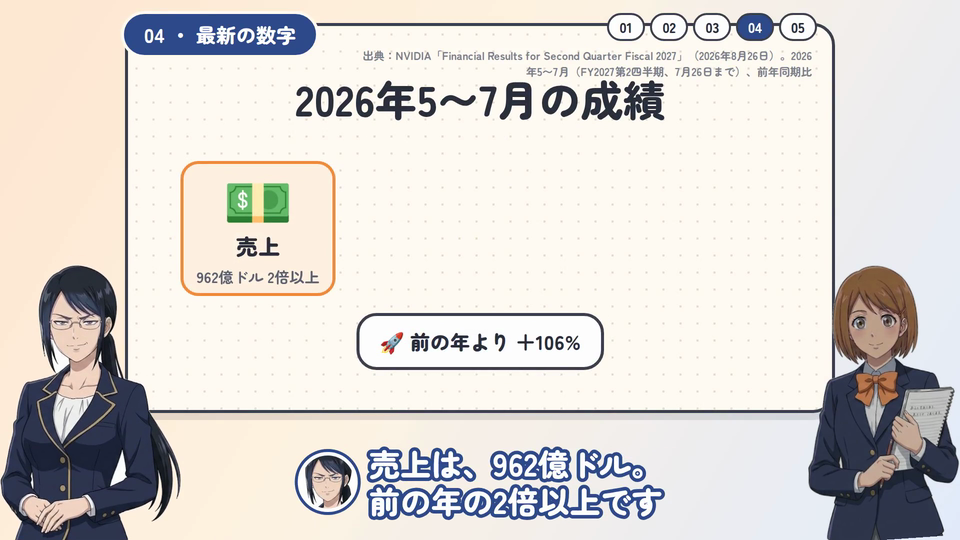 04 ・ 最新の数字
01 02 03 04 05
出典：NVIDIA「Financial Results for Second Quarter Fiscal 2027」（2026年8月26日）。2026
年5〜7月（FY2027第2四半期、7月26日まで）、前年同期比
2026年5〜7月の成績
売上
962億ドル 2倍以上
🚀 前の年より ＋106%
売上は、962億ドル。
前の年の2倍以上です